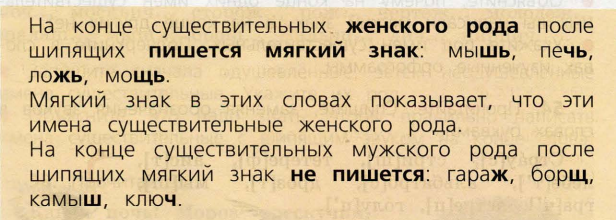 На конце существительных женского рода после
шипящих пишется мягкий знак: мышь, печь,
ложь, мощь.
Мягкий знак в этих словах показывает, что эти
имена существительные женского рода.
На конце существительных мужского рода после
шипящих мягкий знак не пишется: гараж, борщ,
камыш, ключ.